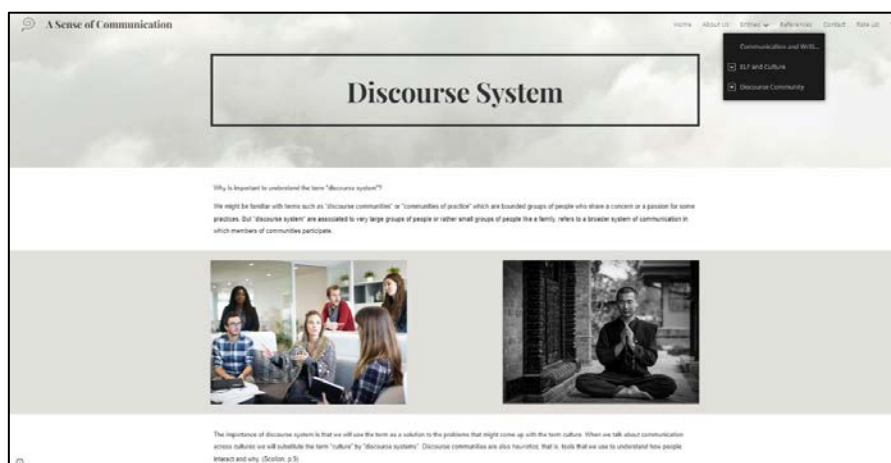 A Sense of Communication
Home About Us Entries References Contact Rate us!
Communication and Writi...
ELF and Culture
Discourse Community
Discourse System
Why is important to understand the term "discourse system"?
We might be familiar with terms such as "discourse communities" or "communities of practice" which are bounded groups of people who share a concern or a passion for some
practices. But "discourse system" are associated to very large groups of people or rather small groups of people like a family, refers to a broader system of communication in
which members of communities participate.
The importance of discourse system is that we will use the term as a solution to the problems that might come up with the term culture. When we talk about communication
across cultures we will substitute the term "culture" by "discourse systems". Discourse communities are also heuristics, that is, tools that we use to understand how people
interact and why. (Scollon, p.5)